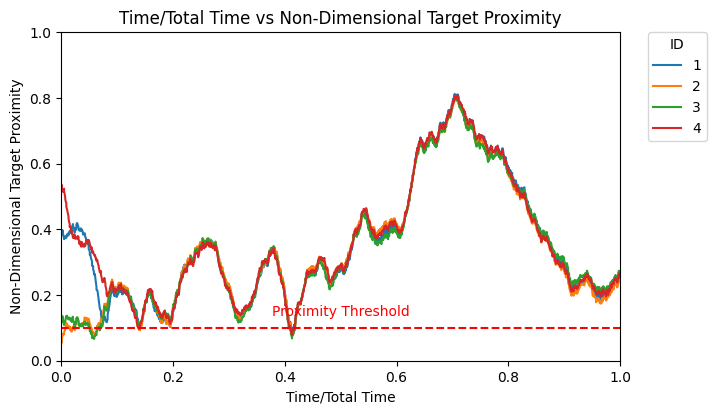 Time/Total Time vs Non-Dimensional Target Proximity
ID
1
2
3
4
Non-Dimensional Target Proximity
1.0
0.8
0.6
0.4
0.2
0.0
Proximity Threshold
0.0 0.2 0.4 0.6 0.8 1.0
Time/Total Time